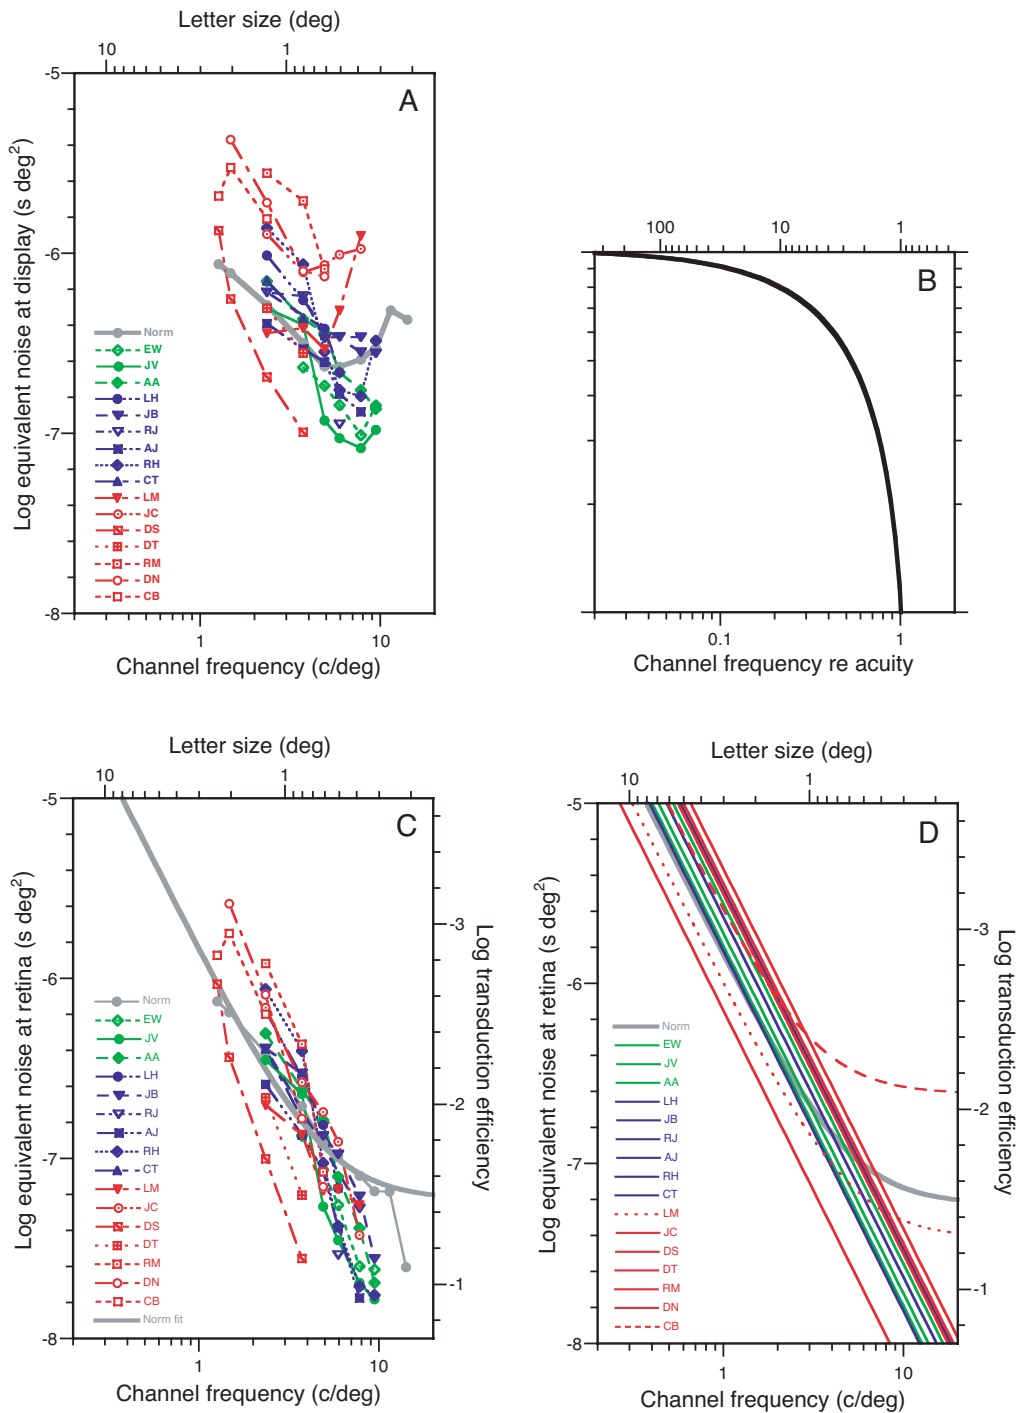 Letter size (deg)
10 1
A
Log equivalent noise at display (s deg2)
-5
-6
-7
-8
Norm
EW
JV
AA
LH
JB
RJ
AJ
RH
CT
LM
JC
DS
DT
RM
DN
CB
1 10
Channel frequency (c/deg)
100 10 1
B
0.1 1
Channel frequency re acuity
Letter size (deg)
10 1
C
Log equivalent noise at retina (s deg2)
-5
-6
-7
-8
Norm
EW
JV
AA
LH
JB
RJ
AJ
RH
CT
LM
JC
DS
DT
RM
DN
CB
Norm fit
-3
-2
-1
Log transduction efficiency
1 10
Channel frequency (c/deg)
Letter size (deg)
10 1
D
Log equivalent noise at retina (s deg2)
-5
-6
-7
-8
Norm
EW
JV
AA
LH
JB
RJ
AJ
RH
CT
LM
JC
DS
DT
RM
DN
CB
-3
-2
-1
Log transduction efficiency
1 10
Channel frequency (c/deg)